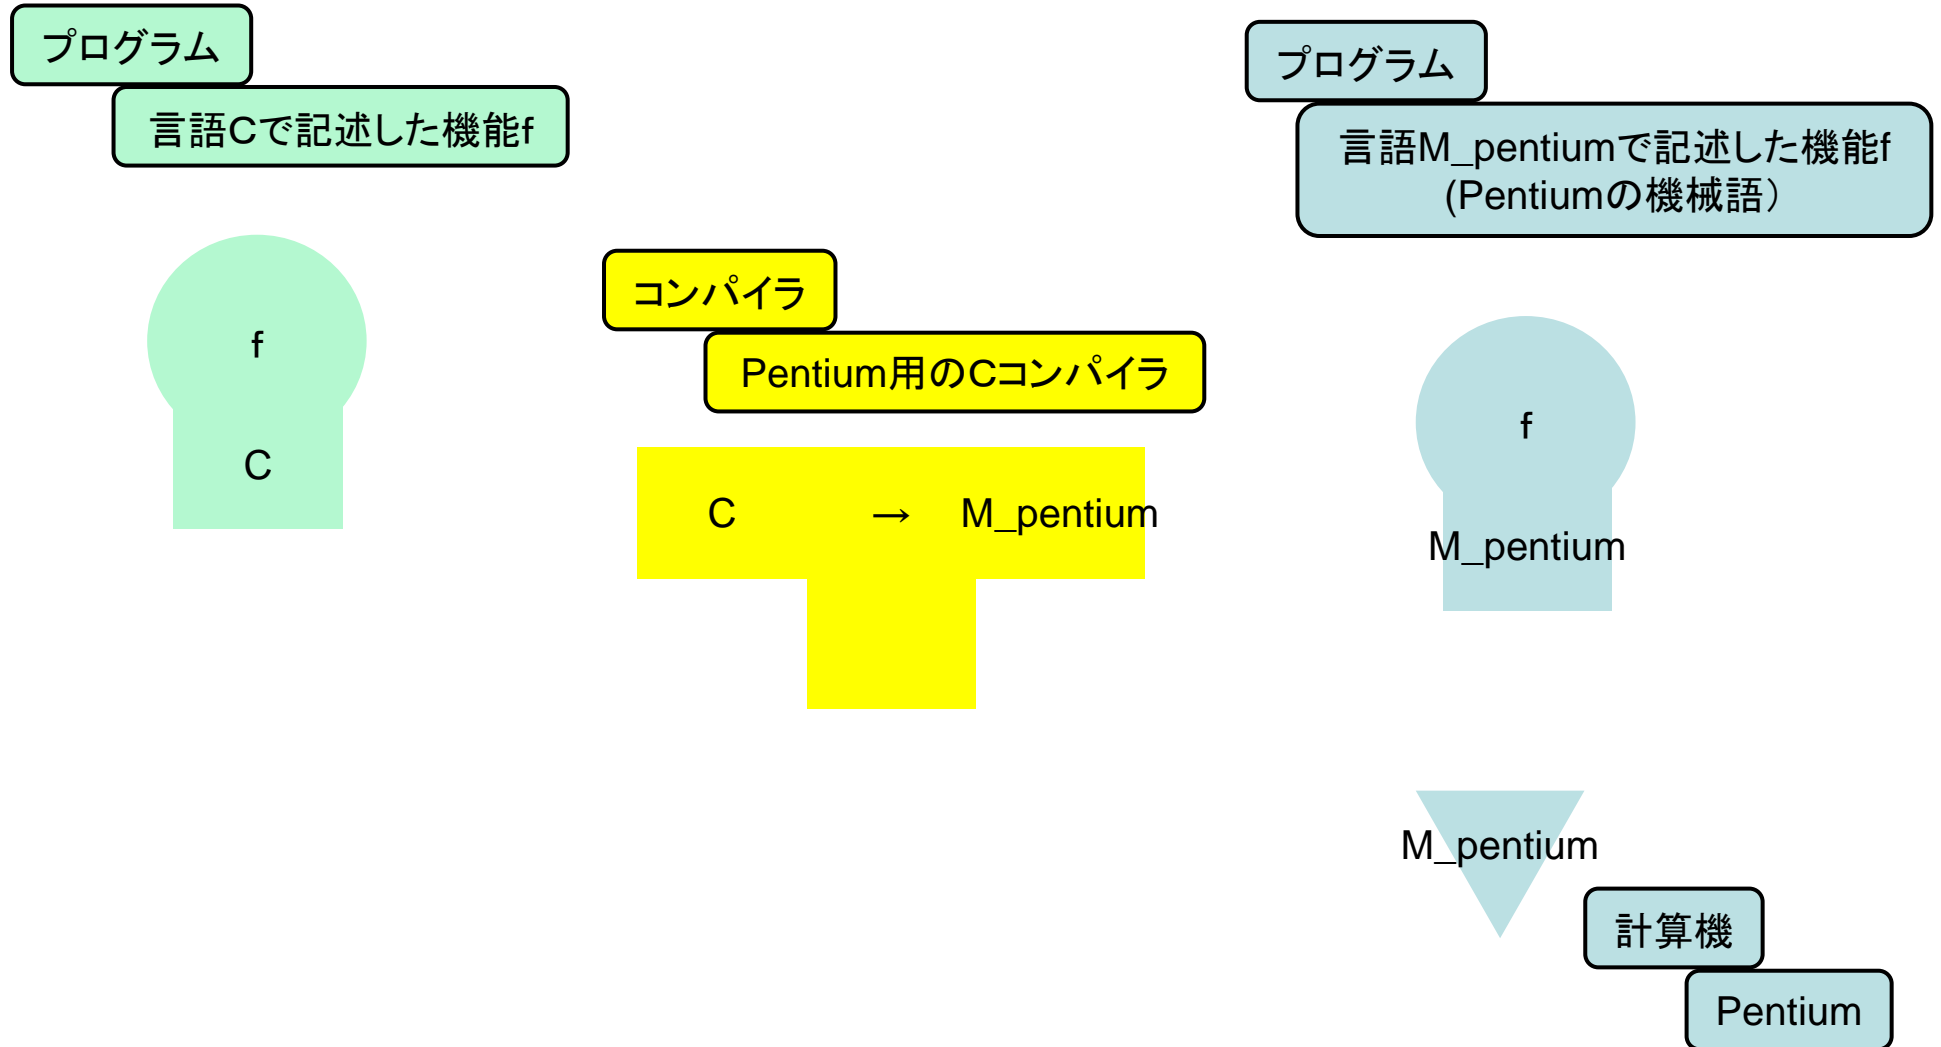 プログラム
言語Cで記述した機能f
f
C
コンパイラ
Pentium用のCコンパイラ
C → M_pentium
プログラム
言語M_pentiumで記述した機能f
(Pentiumの機械語）
f
M_pentium
M_pentium
計算機
Pentium